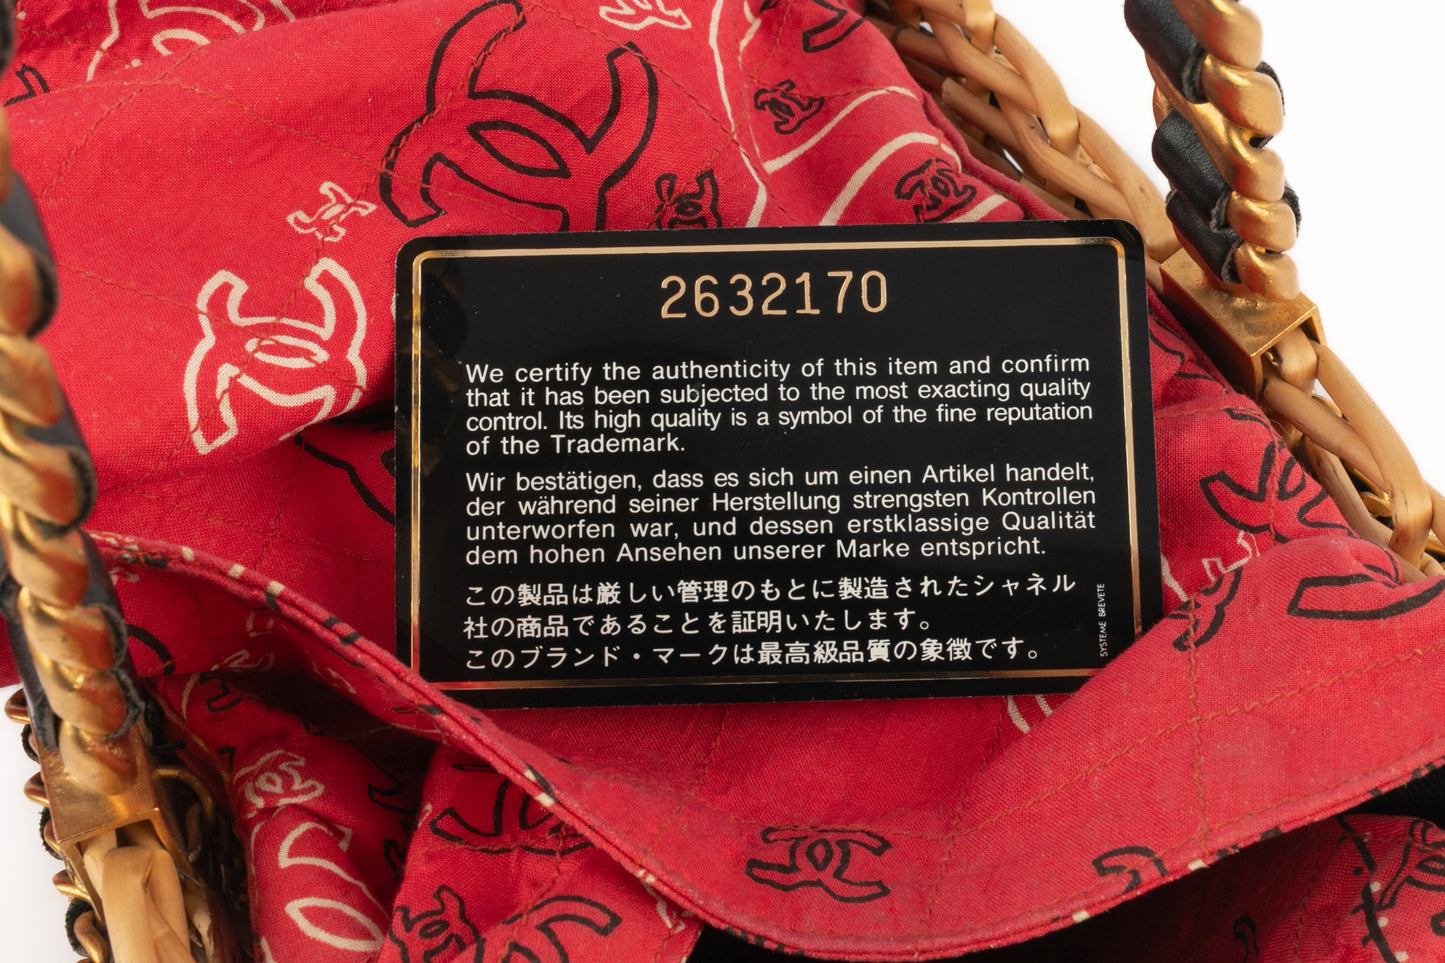 2632170
We certify the authenticity of this item and confirm
that it has been subjected to the most exacting quality
control. Its high quality is a symbol of the fine reputation
of the Trademark.
Wir bestätigen, dass es sich um einen Artikel handelt,
der während seiner Herstellung strengsten Kontrollen
unterworfen war, und dessen erstklassige Qualität
dem hohen Ansehen unserer Marke entspricht.
この製品は厳しい管理のもとに製造されたシャネル
社の商品であることを証明いたします。
このブランド・マークは最高級品質の象徴です。
SYSTEME BREVETE